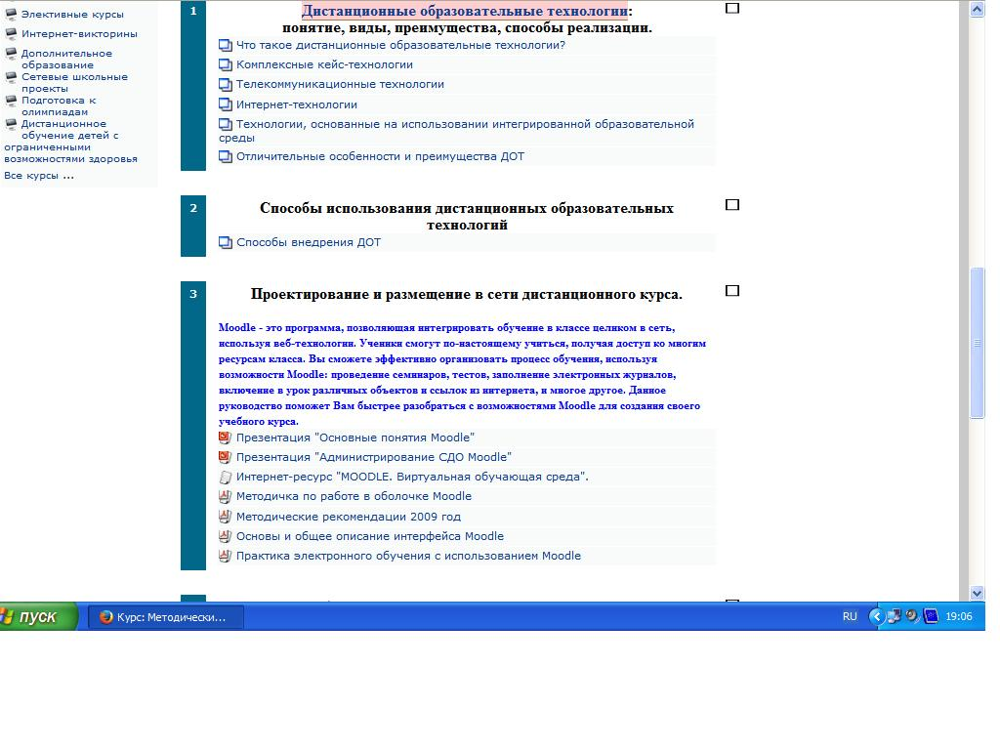 Элективные курсы
Интернет-викторины
Дополнительное
образование
Сетевые школьные
проекты
Подготовка к
олимпиадам
Дистанционное
обучение детей с
ограниченными
возможностями здоровья
Все курсы ...
1
Дистанционные образовательные технологии:
понятие, виды, преимущества, способы реализации.
Что такое дистанционные образовательные технологии?
Комплексные кейс-технологии
Телекоммуникационные технологии
Интернет-технологии
Технологии, основанные на использовании интегрированной образовательной
среды
Отличительные особенности и преимущества ДОТ
2
Способы использования дистанционных образовательных
технологий
Способы внедрения ДОТ
3
Проектирование и размещение в сети дистанционного курса.
Moodle - это программа, позволяющая интегрировать обучение в классе целиком в сеть,
используя веб-технологии. Ученики смогут по-настоящему учиться, получая доступ ко многим
ресурсам класса. Вы сможете эффективно организовать процесс обучения, используя
возможности Moodle: проведение семинаров, тестов, заполнение электронных журналов,
включение в урок различных объектов и ссылок из интернета, и многое другое. Данное
руководство поможет Вам быстрее разобраться с возможностями Moodle для создания своего
учебного курса.
Презентация "Основные понятия Moodle"
Презентация "Администрирование СДО Moodle"
Интернет-ресурс "MOODLE. Виртуальная обучающая среда".
Методичка по работе в оболочке Moodle
Методические рекомендации 2009 год
Основы и общее описание интерфейса Moodle
Практика электронного обучения с использованием Moodle
пуск
Курс: Методически...
RU
19:06